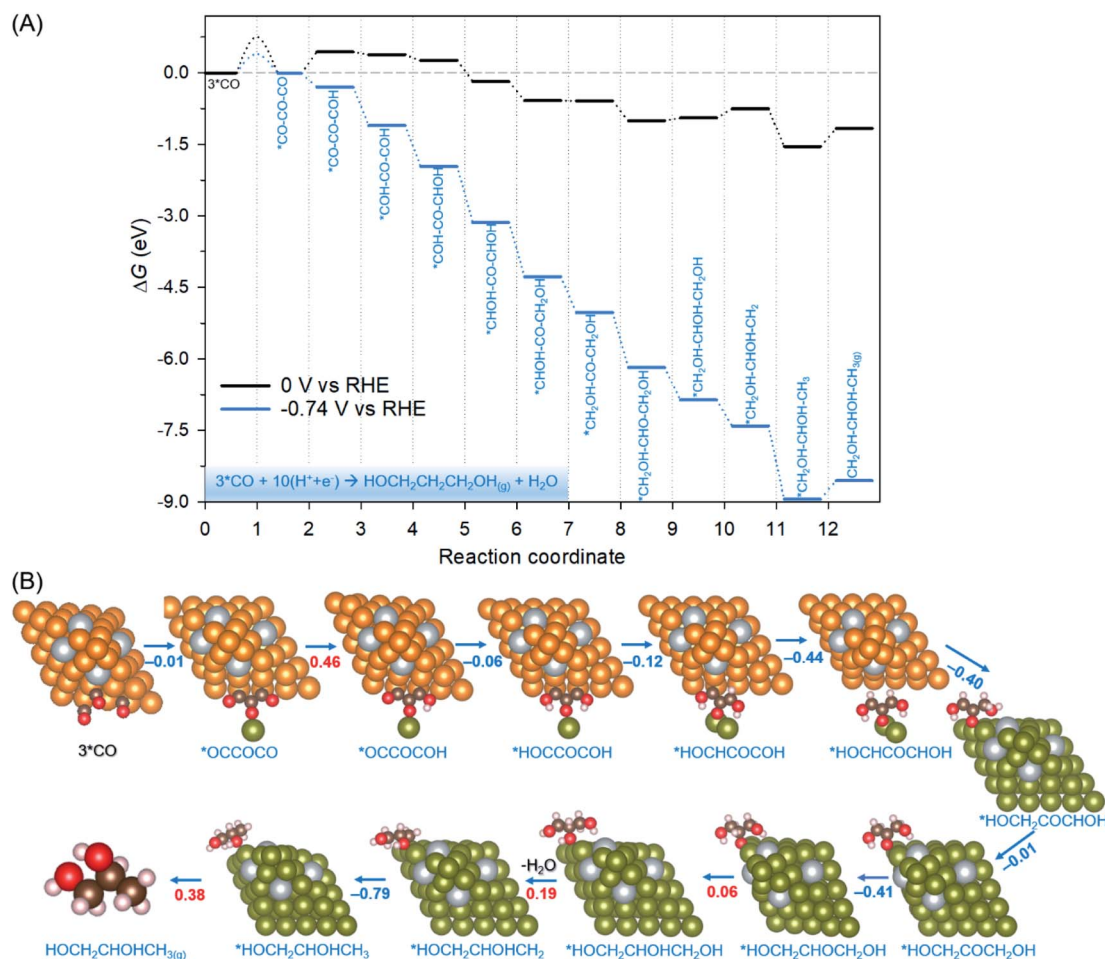 (A)
0.0
-1.5
-3.0
-4.5
-6.0
-7.5
-9.0
ΔG (eV)
3*CO
*CO-CO-CO
*CO-CO-COH
*COH-CO-COH
*COH-CO-CHOH
*CHOH-CO-CHOH
*CHOH-CO-CH₂OH
*CH₂OH-CO-CH₂OH
*CH₂OH-CHO-CH₂OH
*CH₂OH-CHOH-CH₂OH
*CH₂OH-CHOH-CH₂
*CH₂OH-CHOH-CH₃
CH₂OH-CHOH-CH₃₍g₎
0 V vs RHE
-0.74 V vs RHE
3*CO + 10(H⁺+e⁻) → HOCH₂CH₂CH₂OH₍g₎ + H₂O
0 1 2 3 4 5 6 7 8 9 10 11 12
Reaction coordinate
(B)
−0.01
0.46
−0.06
−0.12
−0.44
−0.40
3*CO
*OCCOCO
*OCCOCOH
*HOCCOCOH
*HOCHCOCOH
*HOCHCOCHOH
*HOCH₂COCHOH
−0.01
-H₂O
0.38
−0.79
0.19
0.06
−0.41
HOCH₂CHOHCH₃₍g₎
*HOCH₂CHOHCH₃
*HOCH₂CHOHCH₂
*HOCH₂CHOHCH₂OH
*HOCH₂CHOCH₂OH
*HOCH₂COCH₂OH